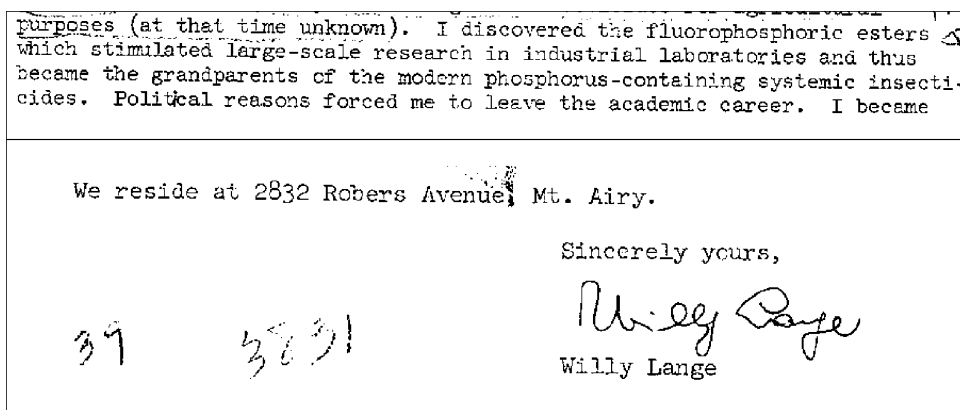 purposes (at that time unknown). I discovered the fluorophosphoric esters
which stimulated large-scale research in industrial laboratories and thus
became the grandparents of the modern phosphorus-containing systemic insecti-
cides. Political reasons forced me to leave the academic career. I became
We reside at 2832 Robers Avenue, Mt. Airy.
Sincerely yours,
Willy Lange
39 3831
Willy Lange